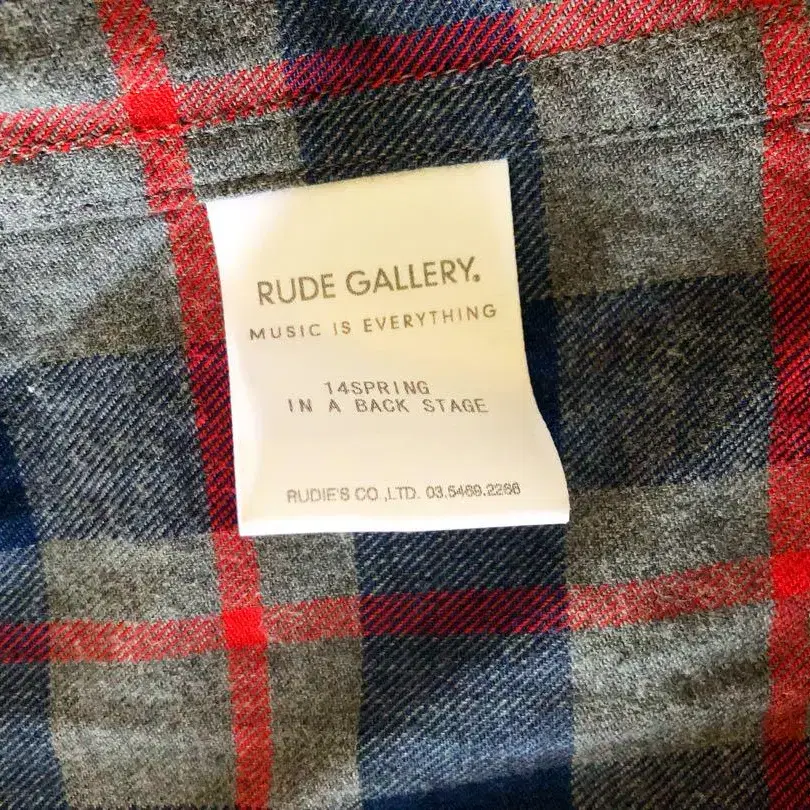 RUDE GALLERY.
MUSIC IS EVERYTHING
14SPRING
IN A BACK STAGE
RUDIE'S CO.,LTD. 03.5469.2266